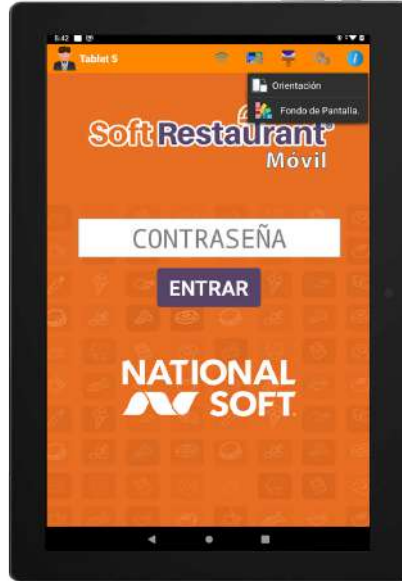 5:42
Tablet 5
Orientación
Fondo de Pantalla.
Soft Restaurant®
Móvil
CONTRASEÑA
ENTRAR
NATIONAL
SOFT